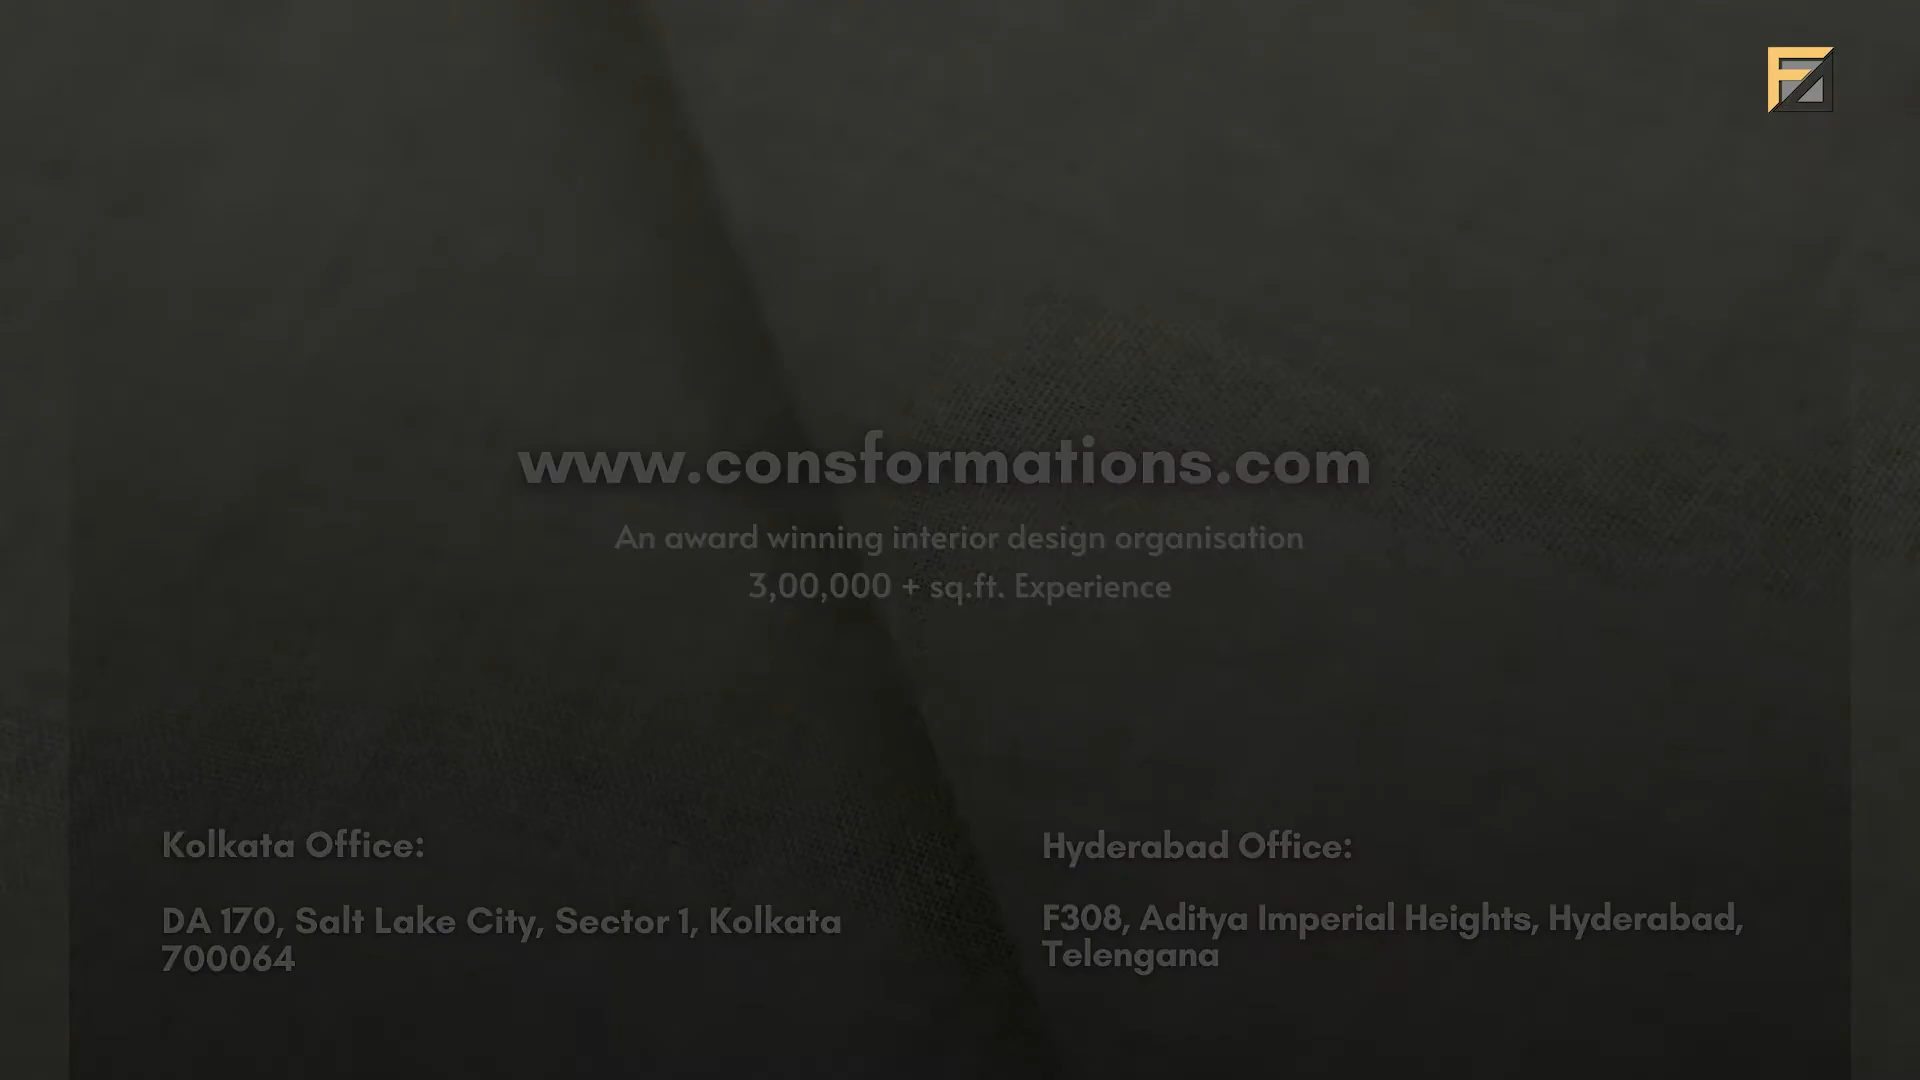 www.consformations.com
An award winning interior design organisation
3,00,000 + sq.ft. Experience
Kolkata Office:
DA 170, Salt Lake City, Sector 1, Kolkata
700064
Hyderabad Office:
F308, Aditya Imperial Heights, Hyderabad,
Telengana